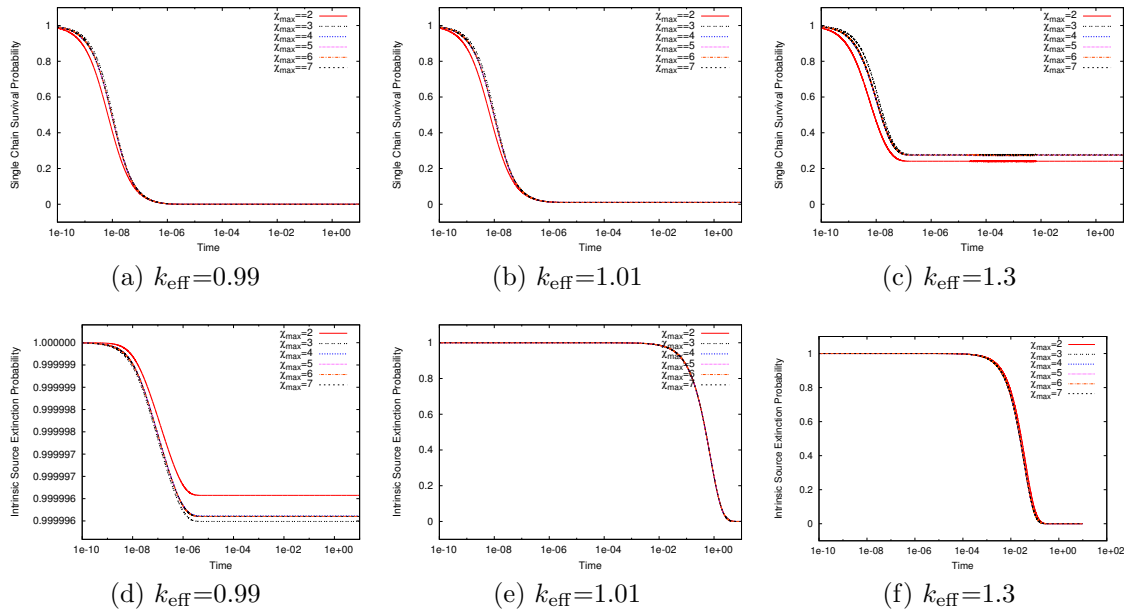 Single Chain Survival Probability
1
0.8
0.6
0.4
0.2
0
1e-10 1e-08 1e-06 1e-04 1e-02 1e+00
Time
χmax==2
χmax==3
χmax==4
χmax==5
χmax==6
χmax==7
(a) keff=0.99
Single Chain Survival Probability
1
0.8
0.6
0.4
0.2
0
1e-10 1e-08 1e-06 1e-04 1e-02 1e+00
Time
χmax==2
χmax==3
χmax==4
χmax==5
χmax==6
χmax==7
(b) keff=1.01
Single Chain Survival Probability
1
0.8
0.6
0.4
0.2
0
1e-10 1e-08 1e-06 1e-04 1e-02 1e+00
Time
χmax=2
χmax=3
χmax=4
χmax=5
χmax=6
χmax=7
(c) keff=1.3
Intrinsic Source Extinction Probability
1.000000
0.999999
0.999999
0.999998
0.999998
0.999997
0.999997
0.999996
0.999996
1e-10 1e-08 1e-06 1e-04 1e-02 1e+00
Time
χmax=2
χmax=3
χmax=4
χmax=5
χmax=6
χmax=7
(d) keff=0.99
Intrinsic Source Extinction Probability
1
0.8
0.6
0.4
0.2
0
1e-10 1e-08 1e-06 1e-04 1e-02 1e+00
Time
χmax=2
χmax=3
χmax=4
χmax=5
χmax=6
χmax=7
(e) keff=1.01
Intrinsic Source Extinction Probability
1
0.8
0.6
0.4
0.2
0
1e-10 1e-08 1e-06 1e-04 1e-02 1e+00 1e+02
Time
χmax=2
χmax=3
χmax=4
χmax=5
χmax=6
χmax=7
(f) keff=1.3